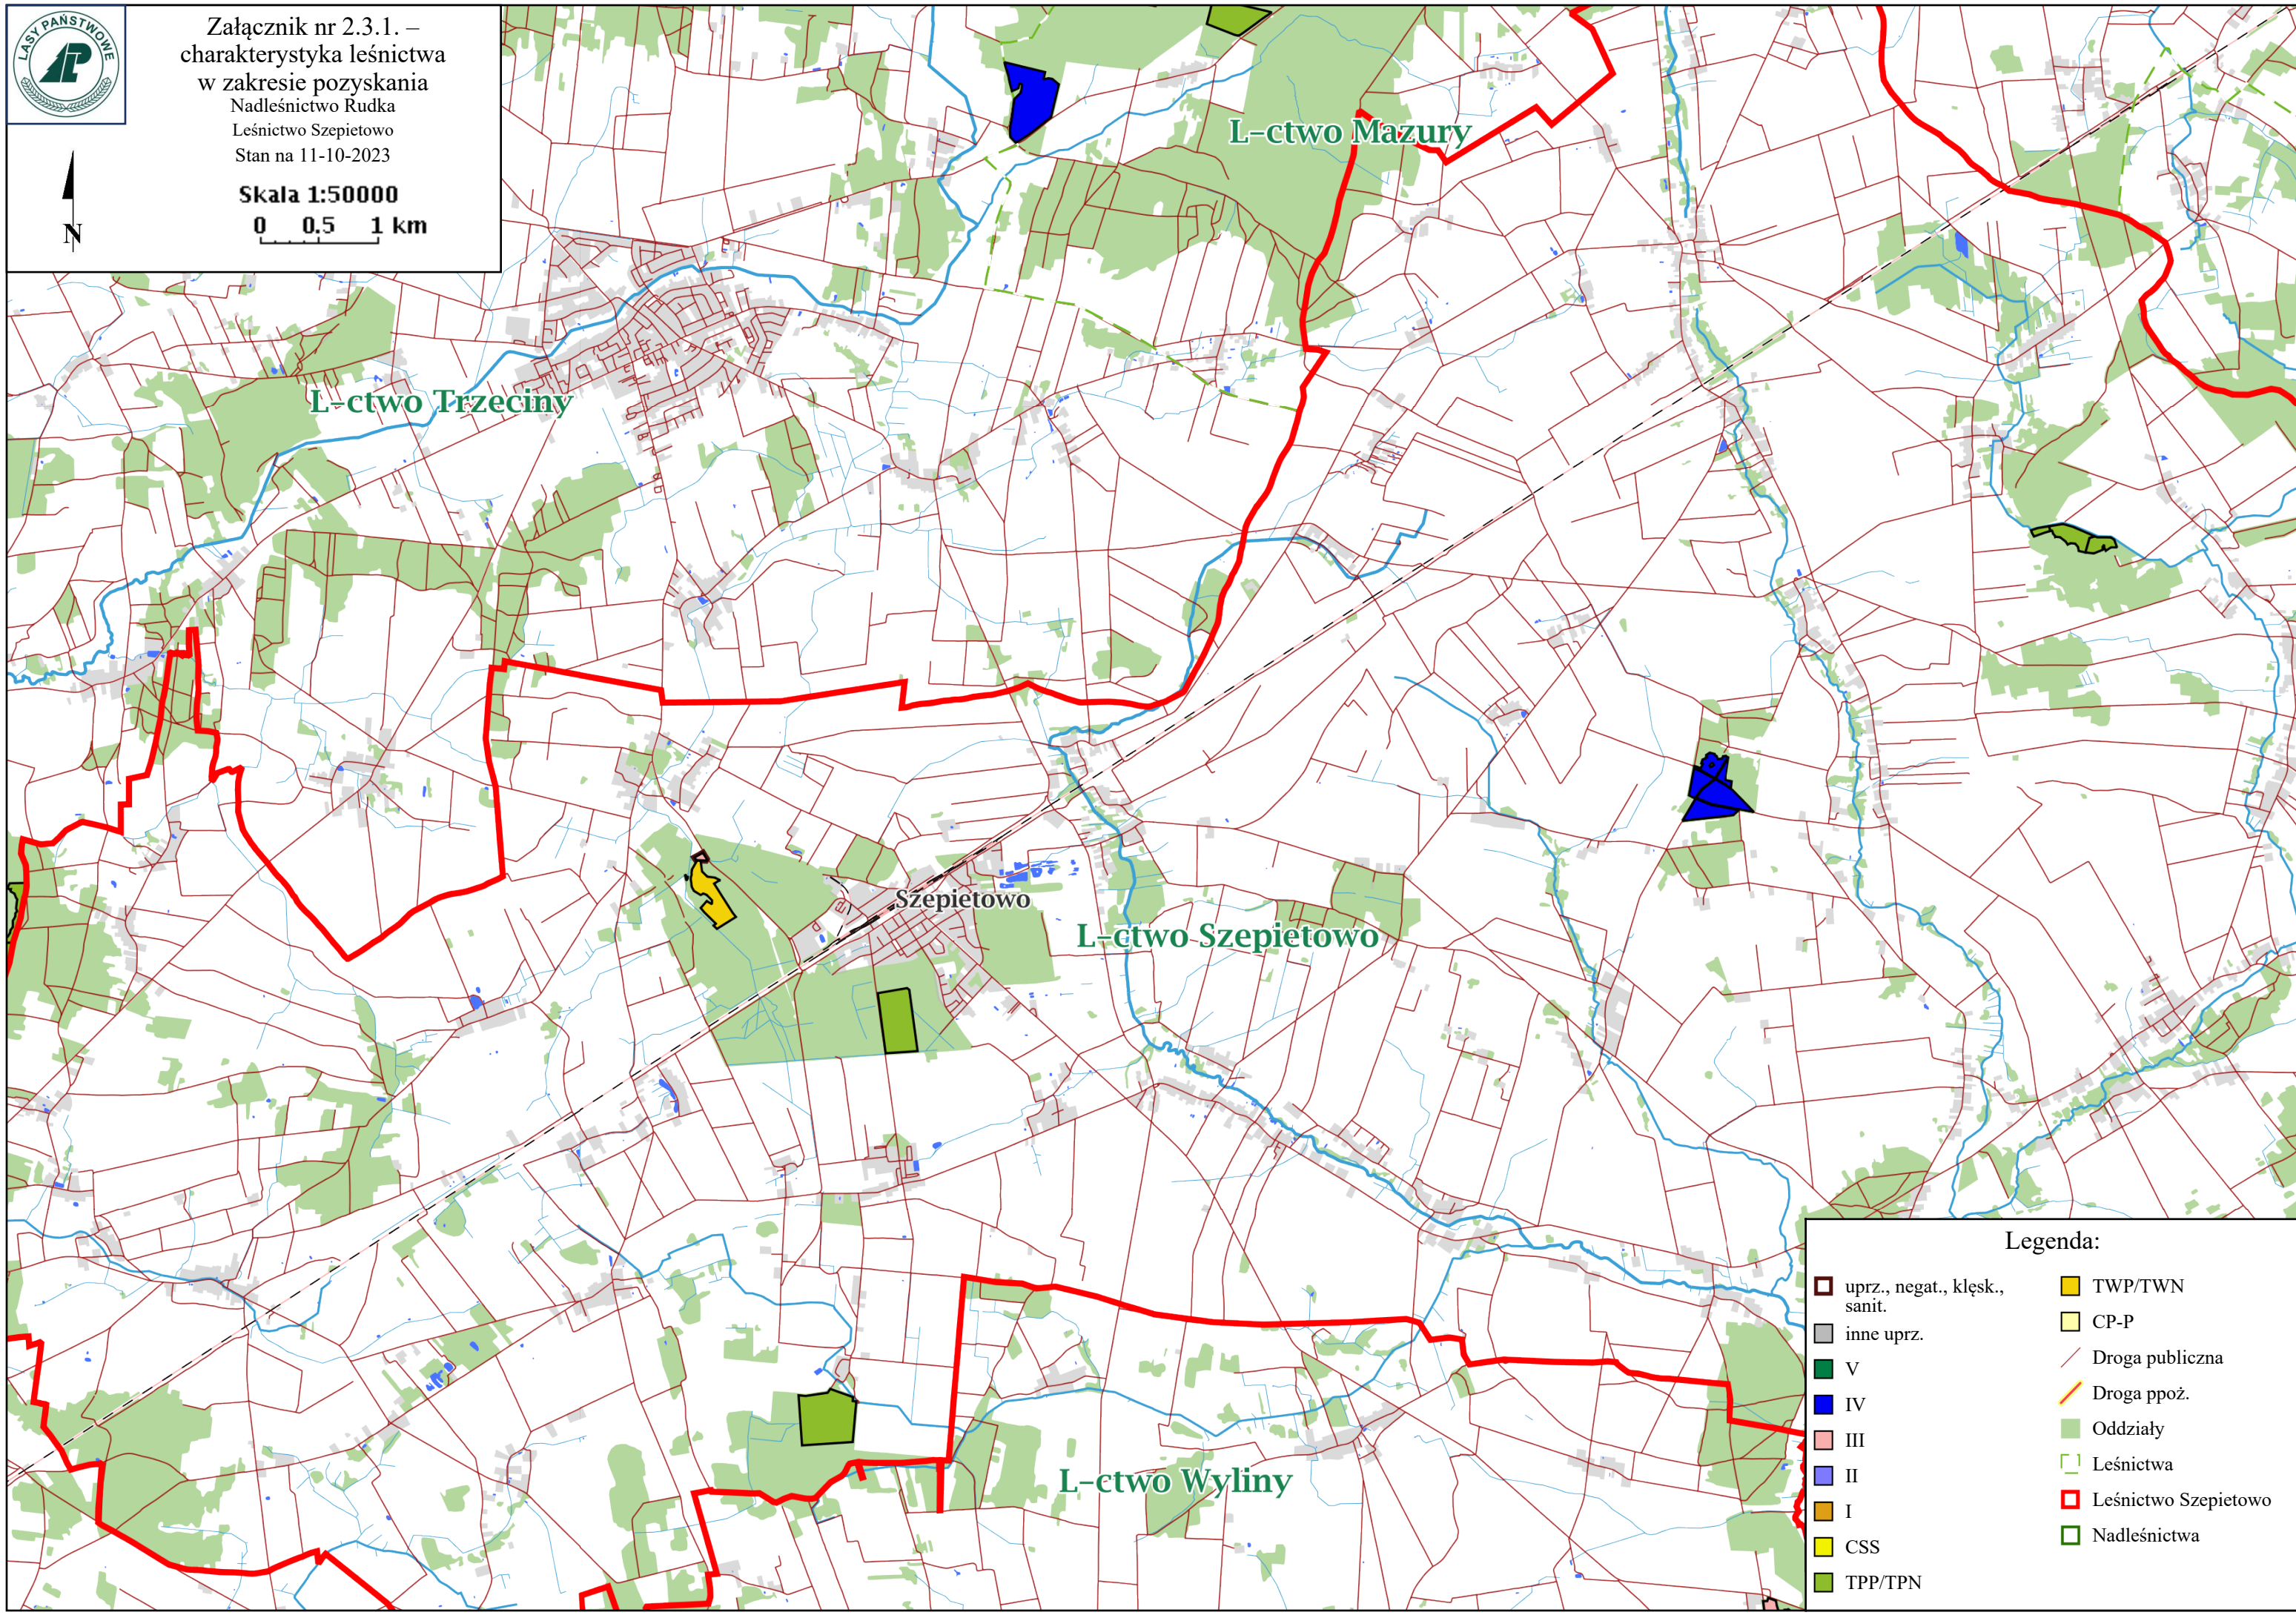 LASY PAŃSTWOWE
Załącznik nr 2.3.1. –
charakterystyka leśnictwa
w zakresie pozyskania
Nadleśnictwo Rudka
Leśnictwo Szepietowo
Stan na 11-10-2023
Skala 1:50000
0 0.5 1 km
N
L-ctwo Mazury
L-ctwo Trzeciny
Szepietowo
L-ctwo Szepietowo
L-ctwo Wyliny
Legenda:
uprz., negat., klęsk.,
sanit.
inne uprz.
V
IV
III
II
I
CSS
TPP/TPN
TWP/TWN
CP-P
Droga publiczna
Droga ppoż.
Oddziały
Leśnictwa
Leśnictwo Szepietowo
Nadleśnictwa